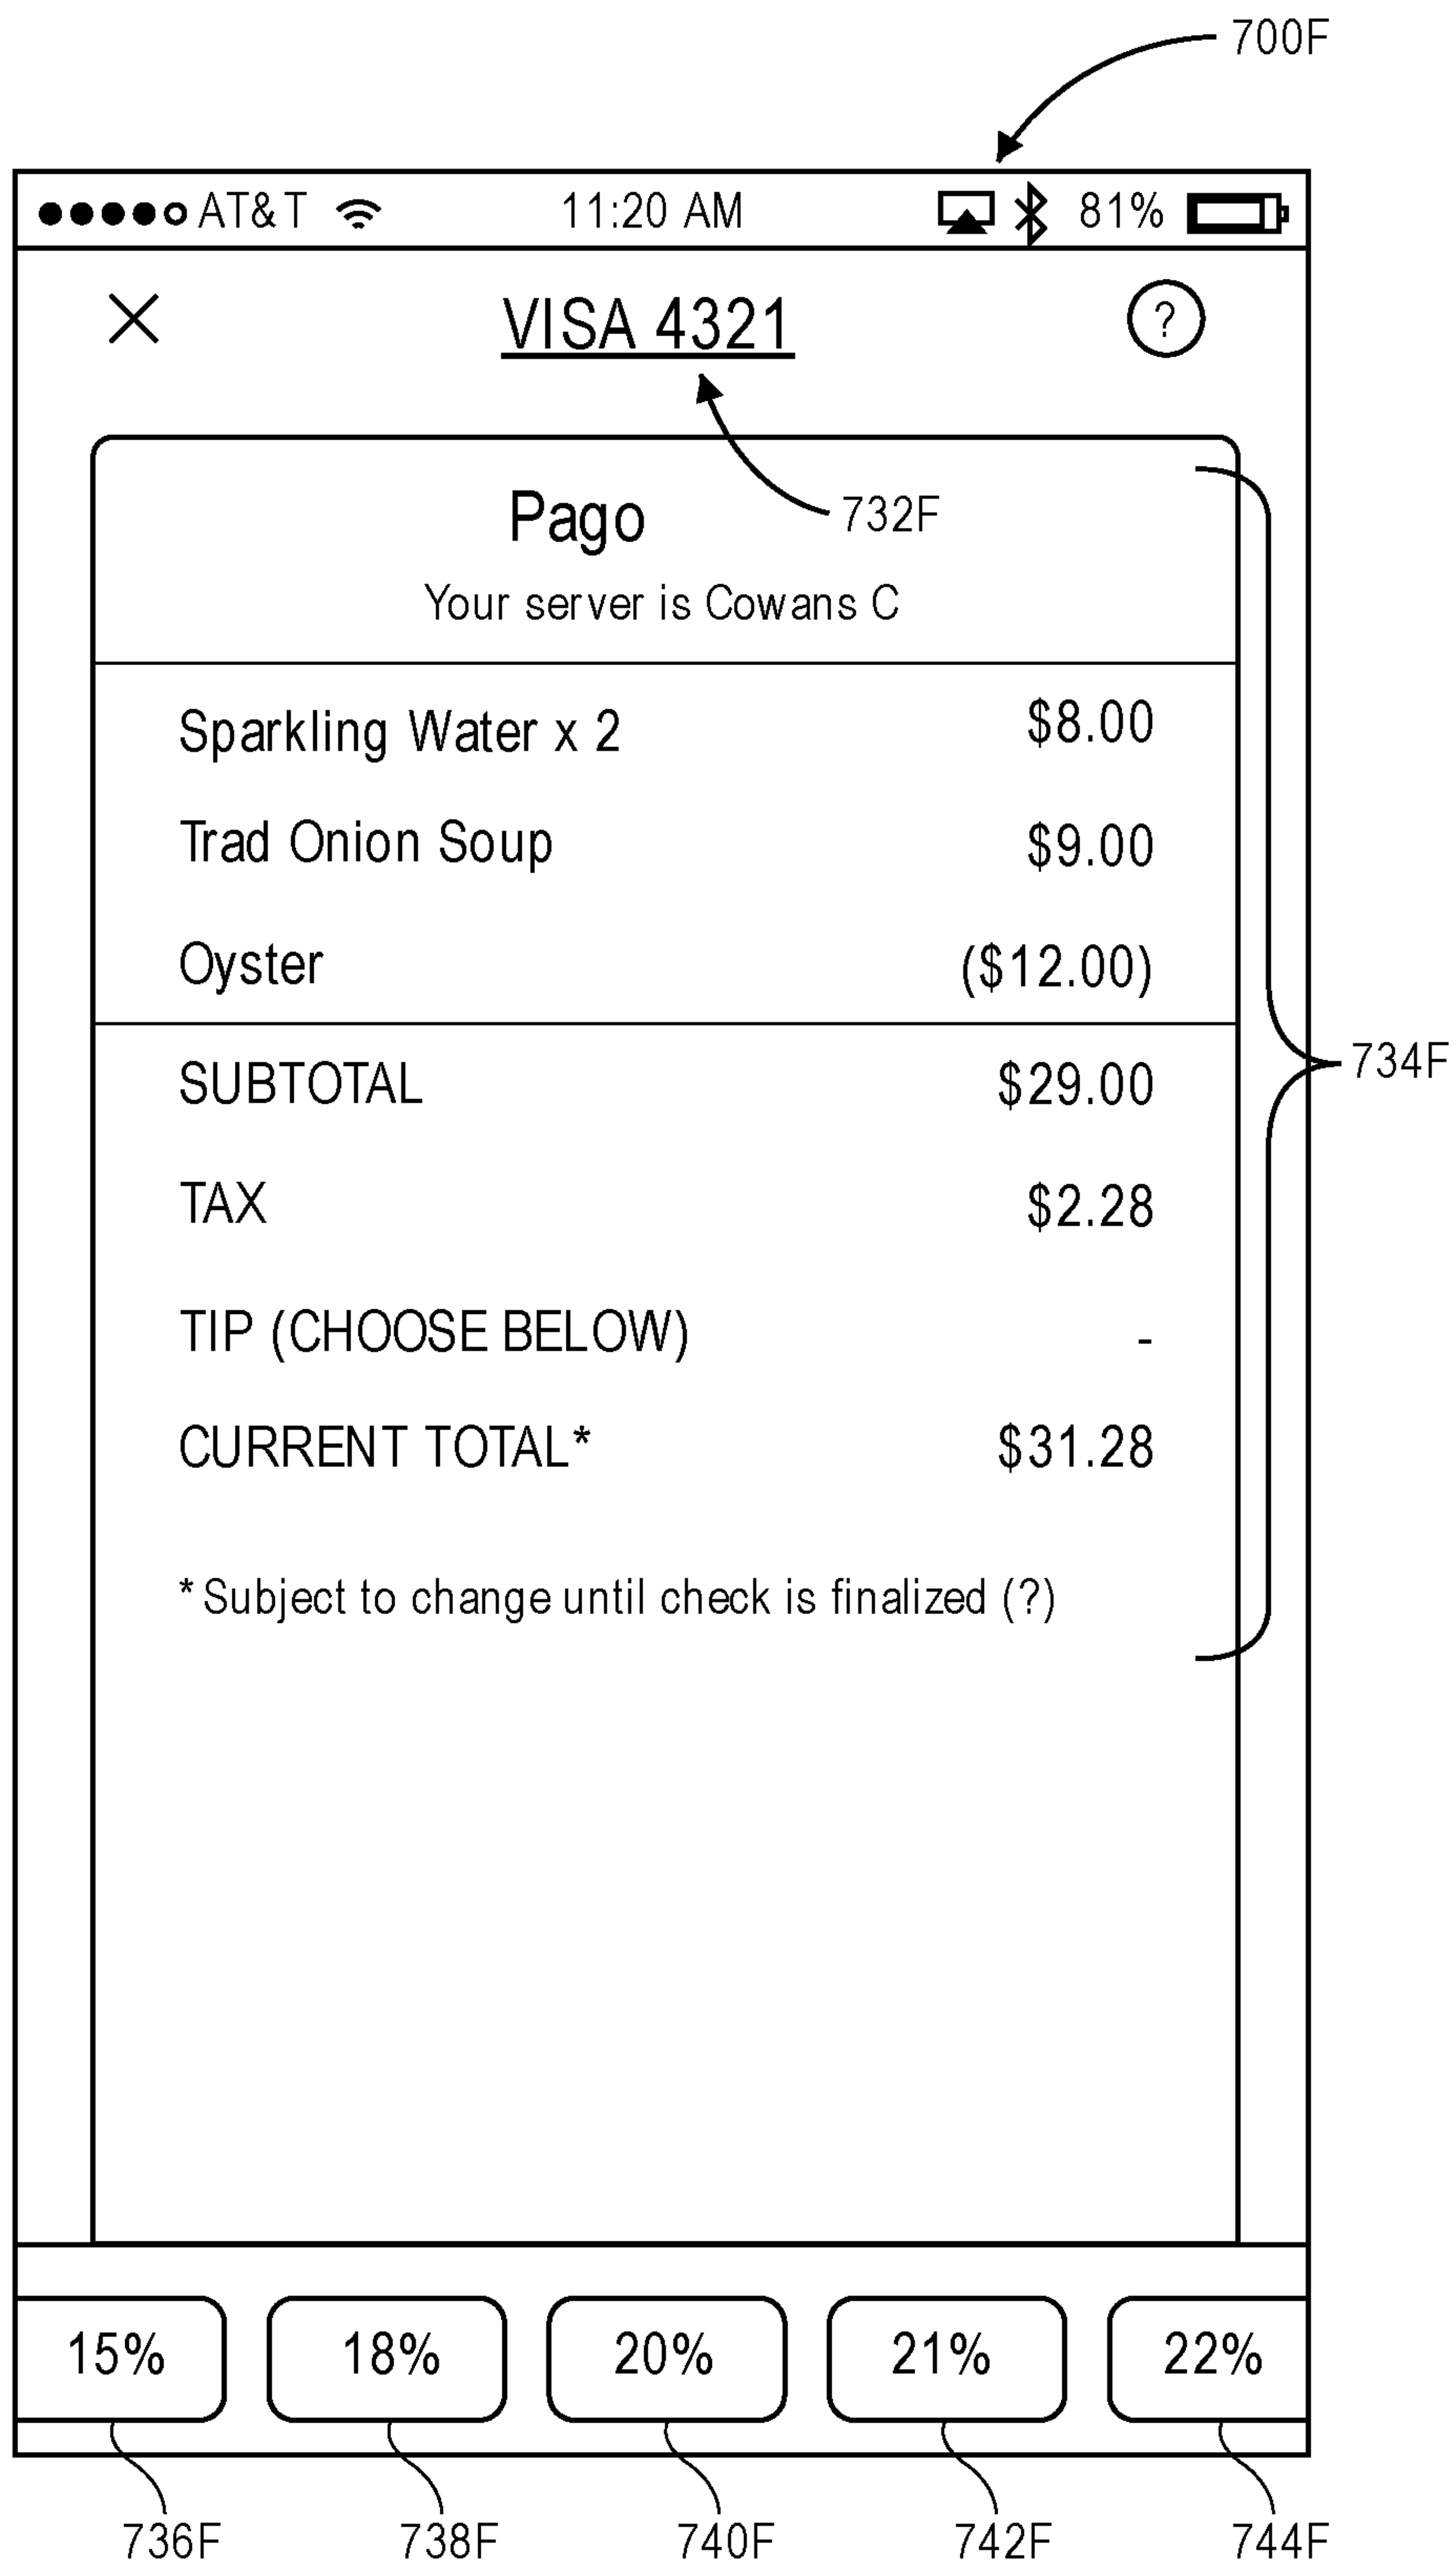 700F
AT&T 11:20 AM 81%
VISA 4321 ?
732F
Pago
Your server is Cowans C
Sparkling Water x 2 $8.00
Trad Onion Soup $9.00
Oyster ($12.00)
734F
SUBTOTAL $29.00
TAX $2.28
TIP (CHOOSE BELOW) -
CURRENT TOTAL* $31.28
* Subject to change until check is finalized (?)
15% 18% 20% 21% 22%
736F 738F 740F 742F 744F